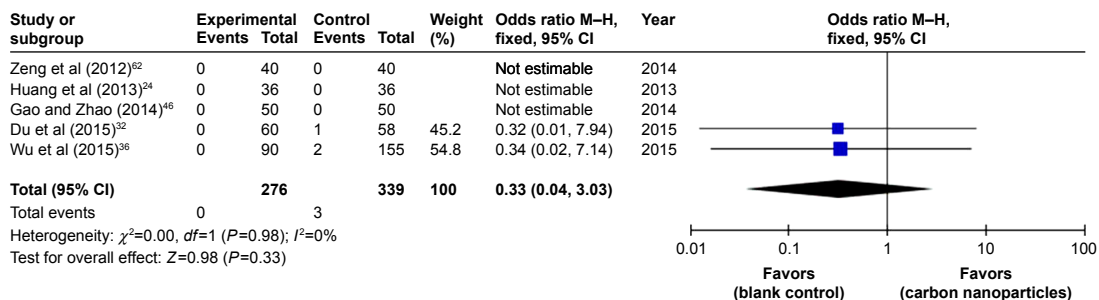 Study or subgroup Experimental Events Total Control Events Total Weight (%) Odds ratio M–H, fixed, 95% CI Year Odds ratio M–H, fixed, 95% CI
Zeng et al (2012)62 0 40 0 40 Not estimable 2014
Huang et al (2013)24 0 36 0 36 Not estimable 2013
Gao and Zhao (2014)46 0 50 0 50 Not estimable 2014
Du et al (2015)32 0 60 1 58 45.2 0.32 (0.01, 7.94) 2015
Wu et al (2015)36 0 90 2 155 54.8 0.34 (0.02, 7.14) 2015
Total (95% CI) 276 339 100 0.33 (0.04, 3.03)
Total events 0 3
Heterogeneity: χ²=0.00, df=1 (P=0.98); I²=0%
Test for overall effect: Z=0.98 (P=0.33)
0.01 0.1 1 10 100
Favors (blank control) Favors (carbon nanoparticles)